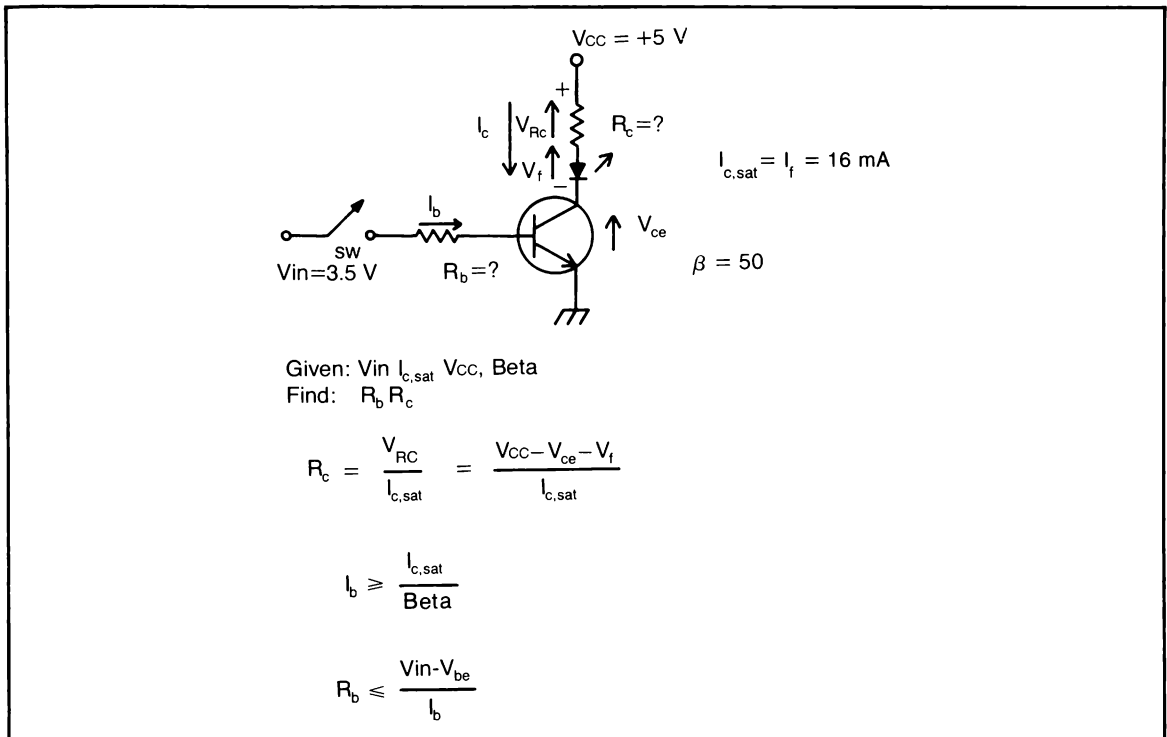 Vcc = +5 V
+
Ic VRc Rc=?
Vf
−
Ic,sat = If = 16 mA
Ib
Vce
sw
Vin=3.5 V
Rb=?
β = 50
Given: Vin Ic,sat Vcc, Beta
Find: Rb Rc
Rc = VRC / Ic,sat = Vcc−Vce−Vf / Ic,sat
Ib ⩾ Ic,sat / Beta
Rb ⩽ Vin-Vbe / Ib